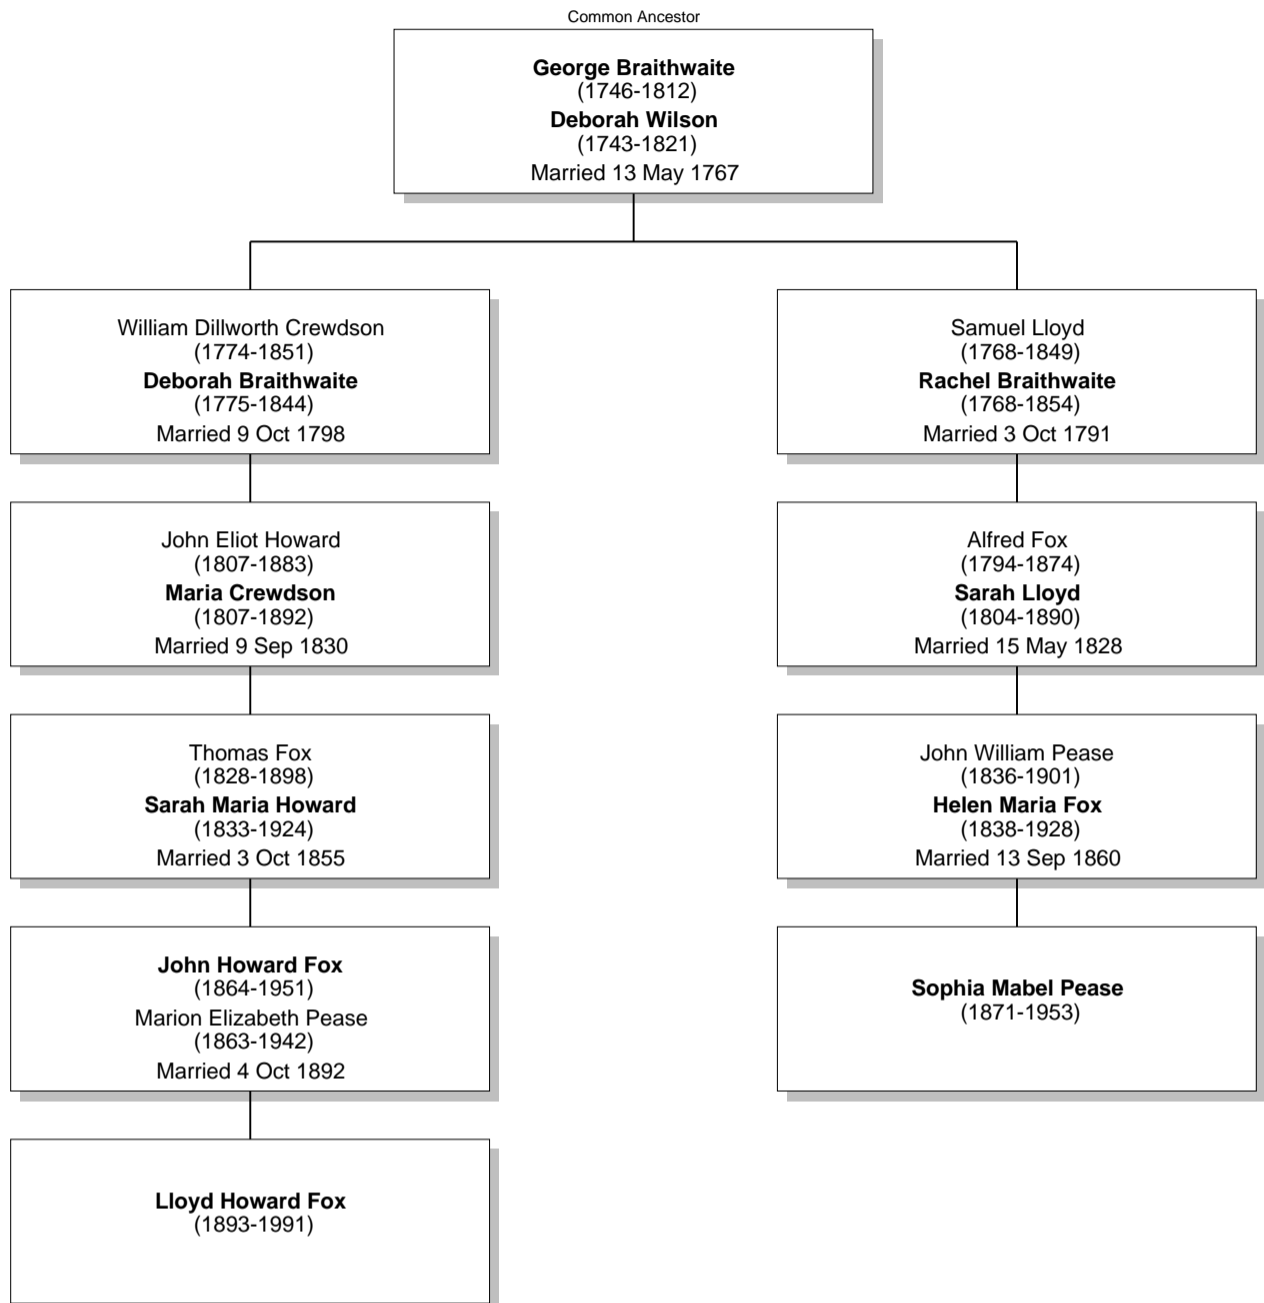 Common Ancestor
George Braithwaite
(1746-1812)
Deborah Wilson
(1743-1821)
Married 13 May 1767
William Dillworth Crewdson
(1774-1851)
Deborah Braithwaite
(1775-1844)
Married 9 Oct 1798
Samuel Lloyd
(1768-1849)
Rachel Braithwaite
(1768-1854)
Married 3 Oct 1791
John Eliot Howard
(1807-1883)
Maria Crewdson
(1807-1892)
Married 9 Sep 1830
Alfred Fox
(1794-1874)
Sarah Lloyd
(1804-1890)
Married 15 May 1828
Thomas Fox
(1828-1898)
Sarah Maria Howard
(1833-1924)
Married 3 Oct 1855
John William Pease
(1836-1901)
Helen Maria Fox
(1838-1928)
Married 13 Sep 1860
John Howard Fox
(1864-1951)
Marion Elizabeth Pease
(1863-1942)
Married 4 Oct 1892
Sophia Mabel Pease
(1871-1953)
Lloyd Howard Fox
(1893-1991)